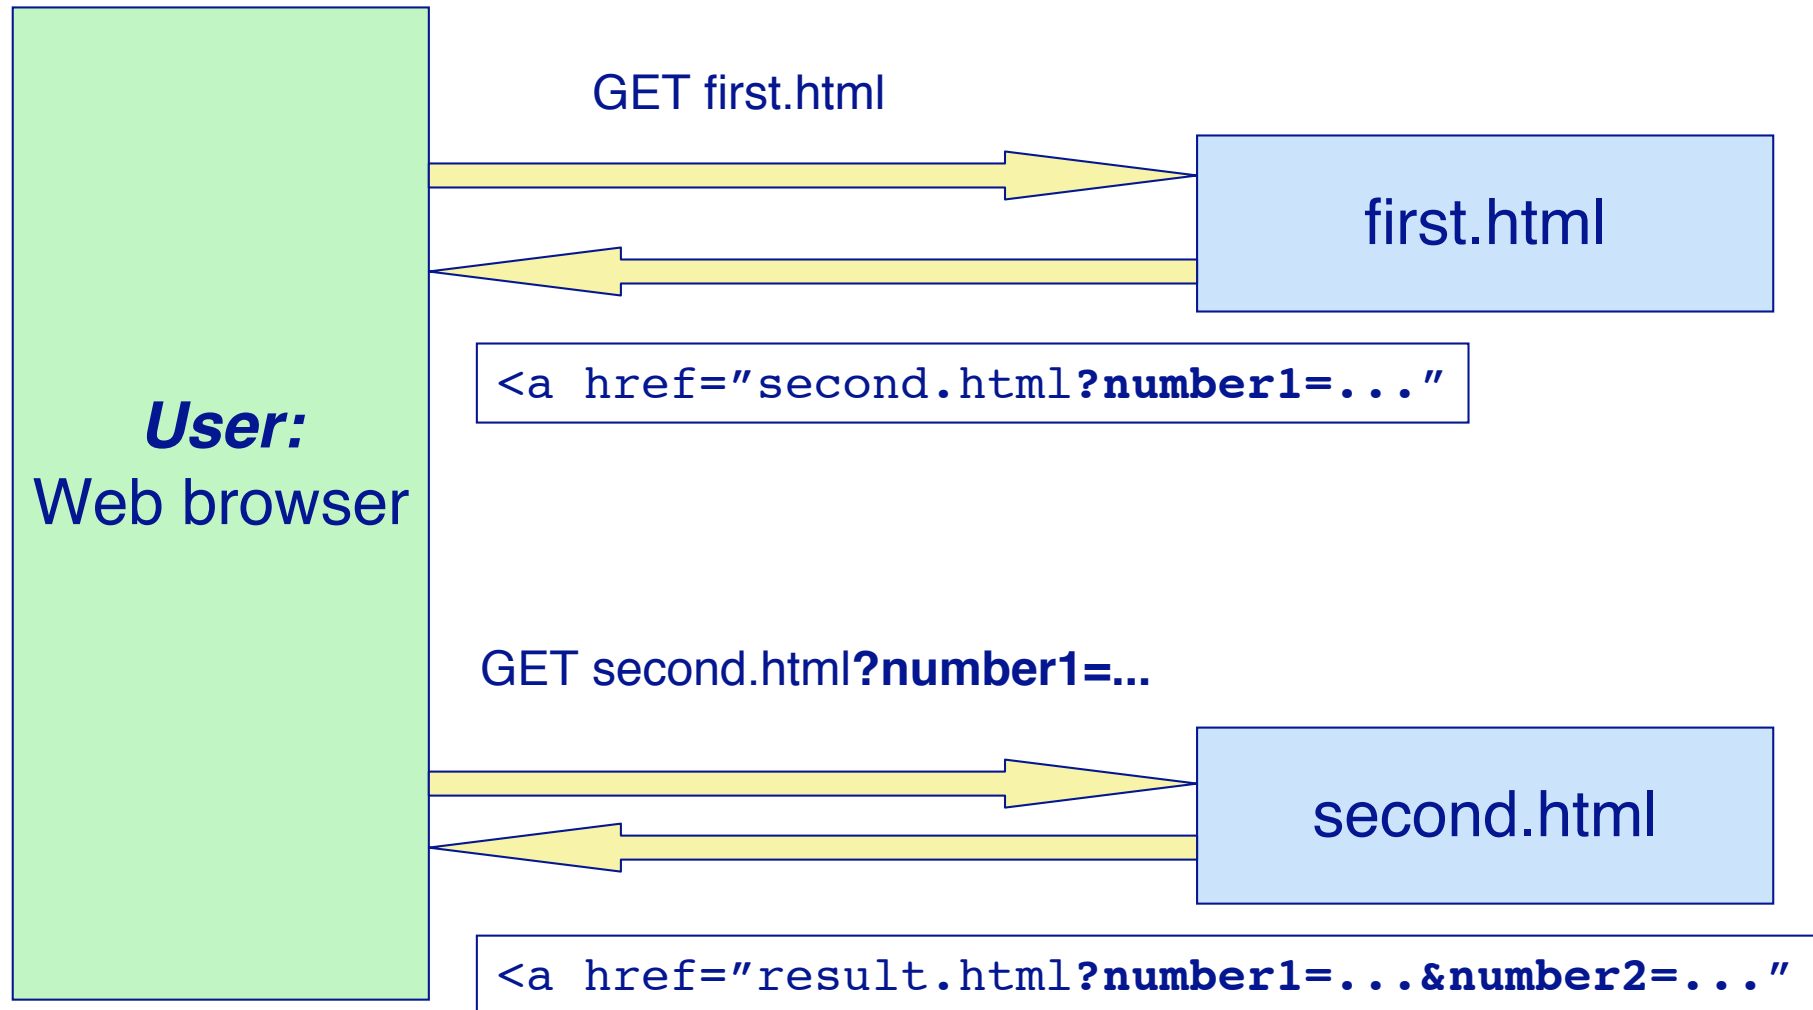 GET first.html
first.html
<a href="second.html?number1=..."
User:
Web browser
GET second.html?number1=...
second.html
<a href="result.html?number1=...&number2=..."